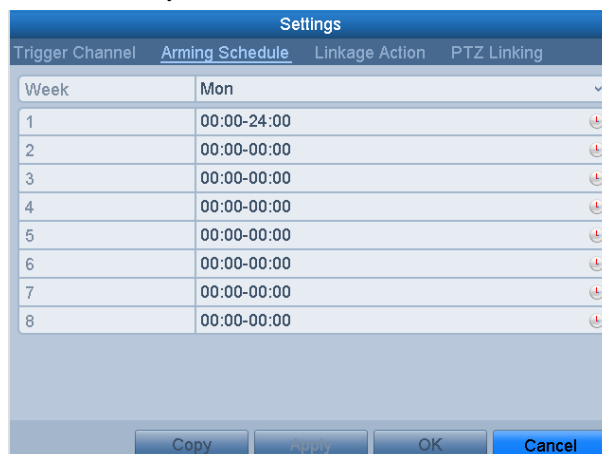 Settings
Trigger Channel Arming Schedule Linkage Action PTZ Linking
Week Mon
1 00:00-24:00
2 00:00-00:00
3 00:00-00:00
4 00:00-00:00
5 00:00-00:00
6 00:00-00:00
7 00:00-00:00
8 00:00-00:00
Copy Apply OK Cancel